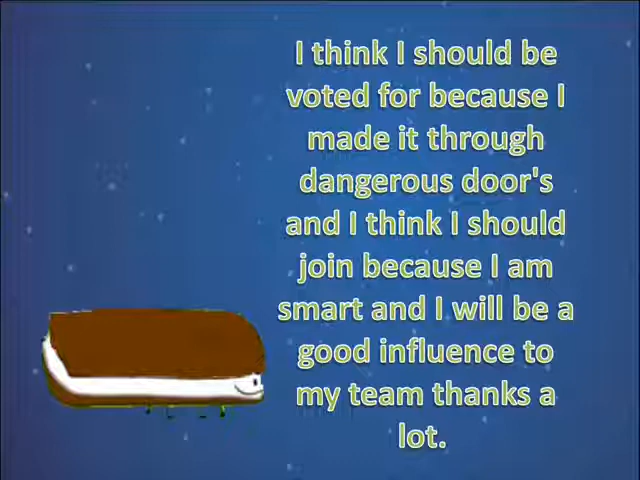 I think I should be
voted for because I
made it through
dangerous door's
and I think I should
join because I am
smart and I will be a
good influence to
my team thanks a
lot.